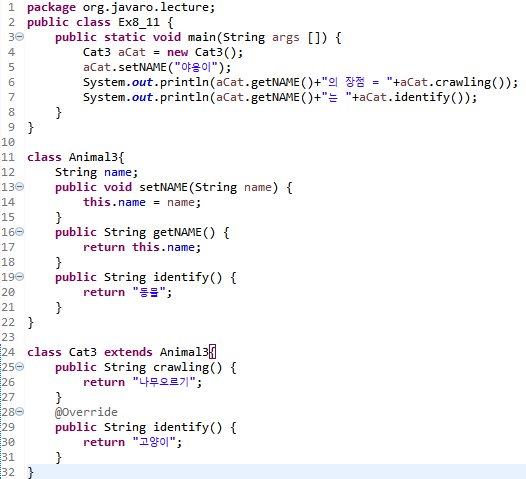 1 package org.javaro.lecture;
2 public class Ex8_11 {
3 public static void main(String args []) {
4 Cat3 aCat = new Cat3();
5 aCat.setNAME("야옹이");
6 System.out.println(aCat.getNAME()+"의 장점 = "+aCat.crawling());
7 System.out.println(aCat.getNAME()+"는 "+aCat.identify());
8 }
9 }
10
11 class Animal3{
12 String name;
13 public void setNAME(String name) {
14 this.name = name;
15 }
16 public String getNAME() {
17 return this.name;
18 }
19 public String identify() {
20 return "동물";
21 }
22 }
23
24 class Cat3 extends Animal3{
25 public String crawling() {
26 return "나무오르기";
27 }
28 @Override
29 public String identify() {
30 return "고양이";
31 }
32 }